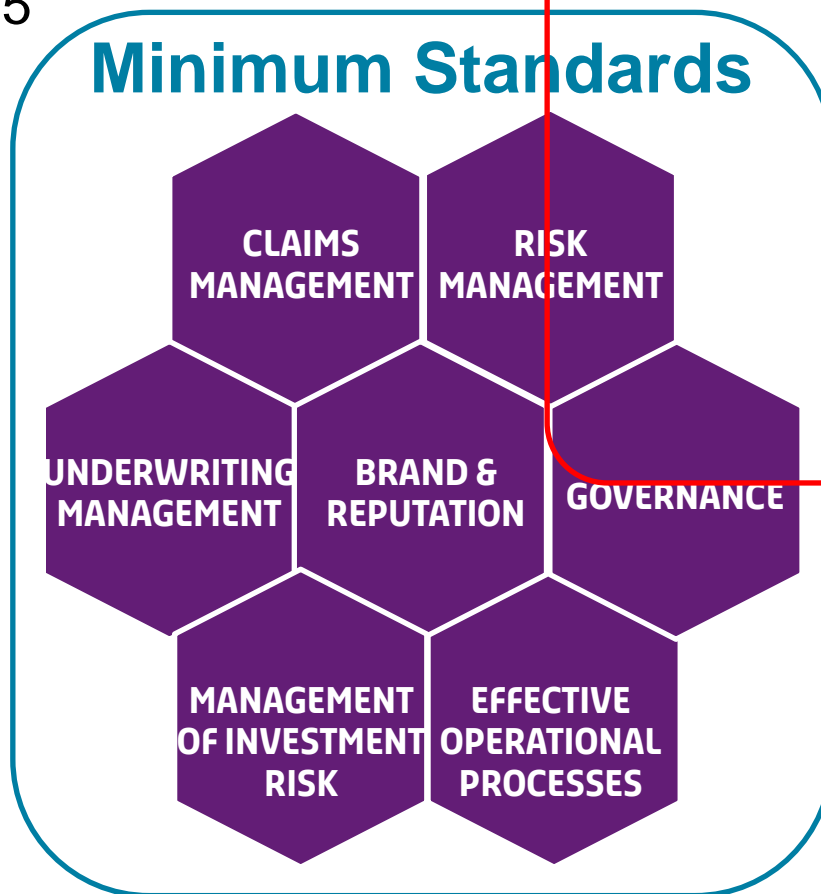 5
Minimum Standards
CLAIMS
MANAGEMENT
RISK
MANAGEMENT
UNDERWRITING
MANAGEMENT
BRAND &
REPUTATION
GOVERNANCE
MANAGEMENT
OF INVESTMENT
RISK
EFFECTIVE
OPERATIONAL
PROCESSES